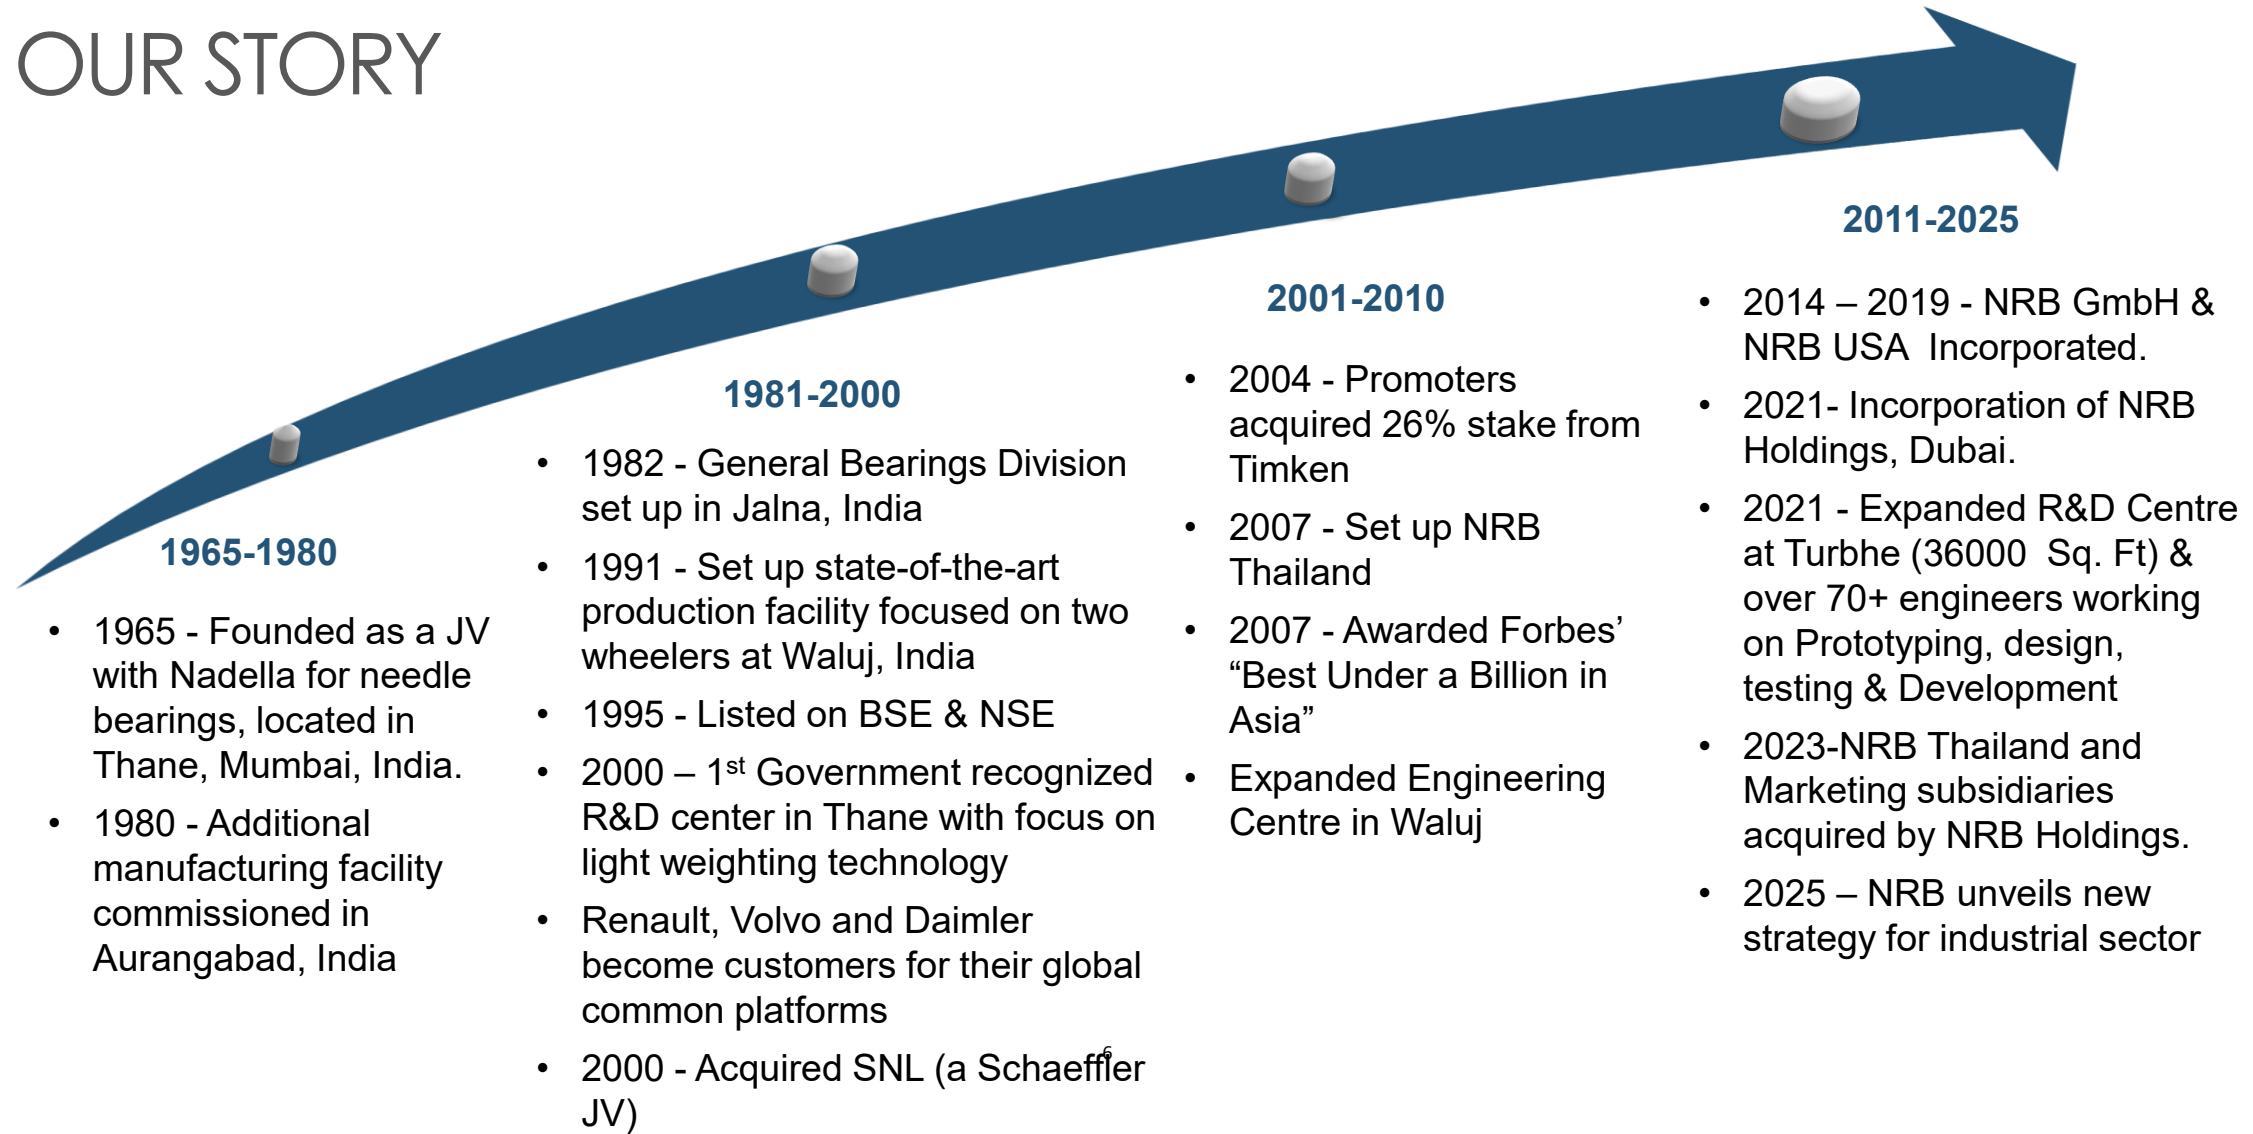 OUR STORY
1965-1980
• 1965 - Founded as a JV
with Nadella for needle
bearings, located in
Thane, Mumbai, India.
• 1980 - Additional
manufacturing facility
commissioned in
Aurangabad, India
1981-2000
• 1982 - General Bearings Division
set up in Jalna, India
• 1991 - Set up state-of-the-art
production facility focused on two
wheelers at Waluj, India
• 1995 - Listed on BSE & NSE
• 2000 – 1st Government recognized
R&D center in Thane with focus on
light weighting technology
• Renault, Volvo and Daimler
become customers for their global
common platforms
• 2000 - Acquired SNL (a Schaeffler
JV)
6
2001-2010
• 2004 - Promoters
acquired 26% stake from
Timken
• 2007 - Set up NRB
Thailand
• 2007 - Awarded Forbes’
“Best Under a Billion in
Asia”
• Expanded Engineering
Centre in Waluj
2011-2025
• 2014 – 2019 - NRB GmbH &
NRB USA  Incorporated.
• 2021- Incorporation of NRB
Holdings, Dubai.
• 2021 - Expanded R&D Centre
at Turbhe (36000  Sq. Ft) &
over 70+ engineers working
on Prototyping, design,
testing & Development
• 2023-NRB Thailand and
Marketing subsidiaries
acquired by NRB Holdings.
• 2025 – NRB unveils new
strategy for industrial sector